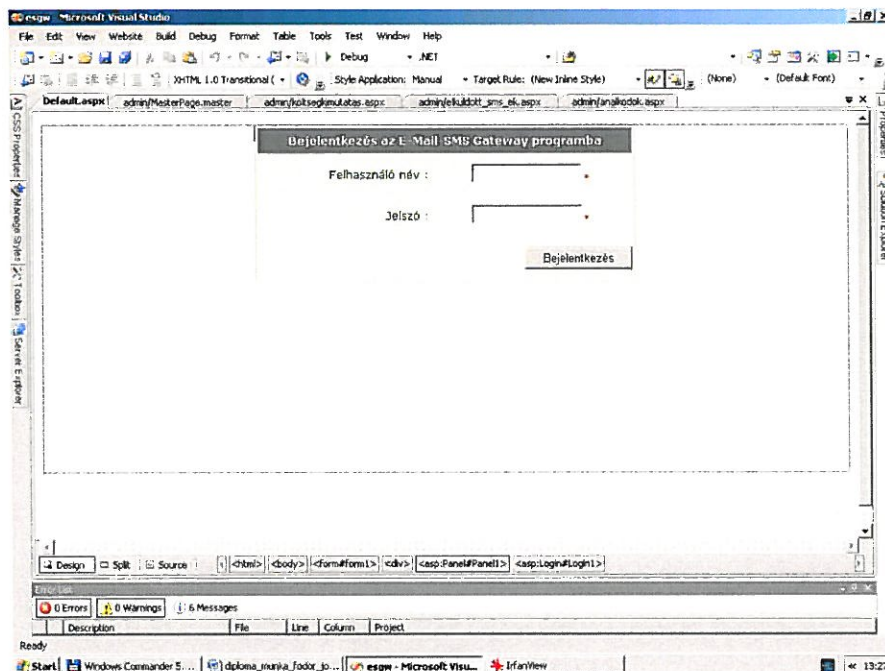 esgw - Microsoft Visual Studio
File Edit View Website Build Debug Format Table Tools Test Window Help
Debug .NET
XHTML 1.0 Transitional ( Style Application: Manual Target Rule: (New Inline Style) (None) (Default Font)
Default.aspx admin/MasterPage.master admin/koltsegkimutatas.aspx admin/elkuldott_sms_ek.aspx admin/analkodok.aspx
CSS Properties
Manage Styles
Toolbox
Server Explorer
Properties
Solution Explorer
Bejelentkezés az E-Mail-SMS Gateway programba
Felhasználó név : *
Jelszó : *
Bejelentkezés
Design Split Source <html> <body> <form#form1> <div> <asp:Panel#Panel1> <asp:Login#Login1>
Error List
0 Errors 0 Warnings 6 Messages
Description File Line Column Project
Ready
Start Windows Commander 5. ... diploma_munka_fodor_jo... esgw - Microsoft Visu... IrfanView